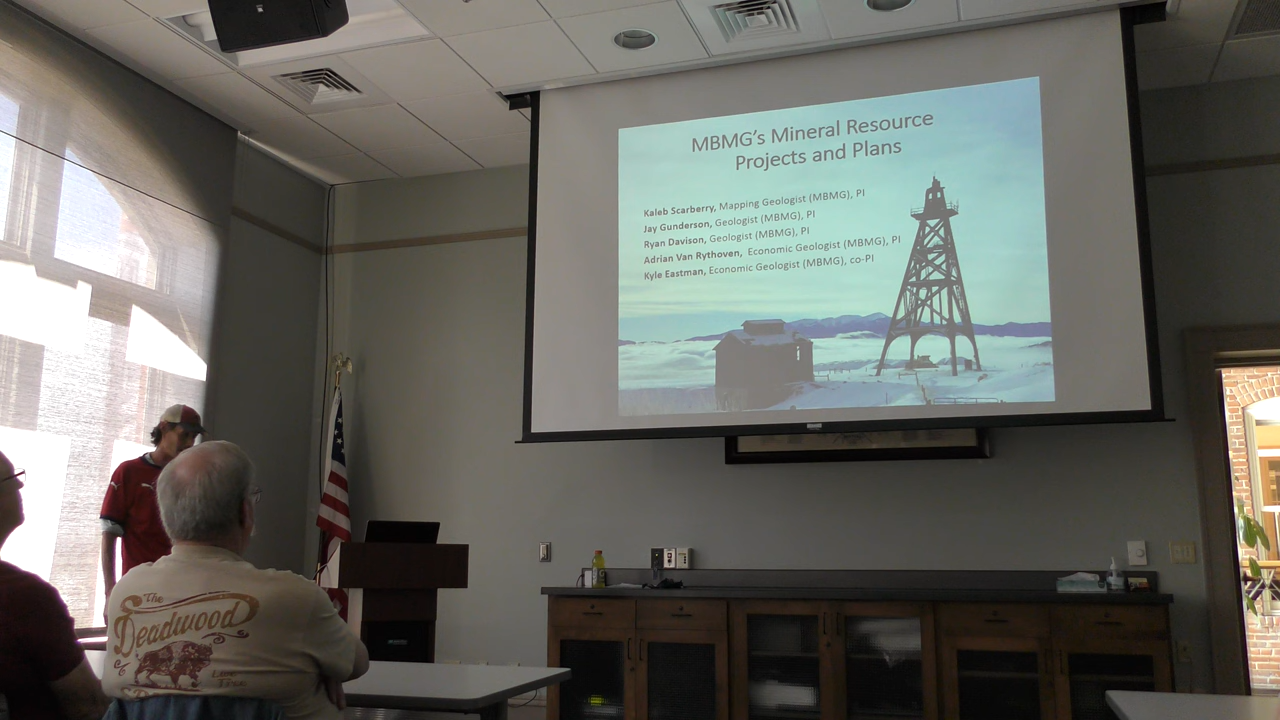 MBMG's Mineral Resource
Projects and Plans
Kaleb Scarberry, Mapping Geologist (MBMG), PI
Jay Gunderson, Geologist (MBMG), PI
Ryan Davison, Geologist (MBMG), PI
Adrian Van Rythoven, Economic Geologist (MBMG), PI
Kyle Eastman, Economic Geologist (MBMG), co-PI
The
Deadwood